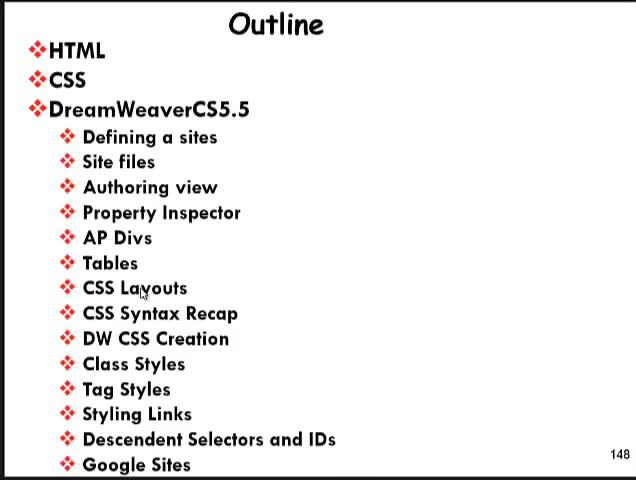 Outline
HTML
CSS
DreamWeaverCS5.5
Defining a sites
Site files
Authoring view
Property Inspector
AP Divs
Tables
CSS Layouts
CSS Syntax Recap
DW CSS Creation
Class Styles
Tag Styles
Styling Links
Descendent Selectors and IDs
Google Sites
148